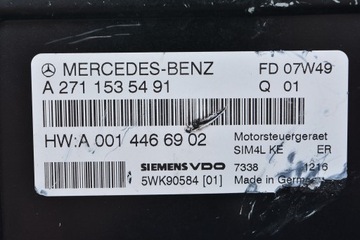 MERCEDES-BENZ FD 07W49
A 271 153 54 91 Q 01
HW:A 001 446 69 02 Motorsteuergeraet
SIM4L KE ER
SIEMENS VDO 7338 1216
5WK90584 [01] Made in German